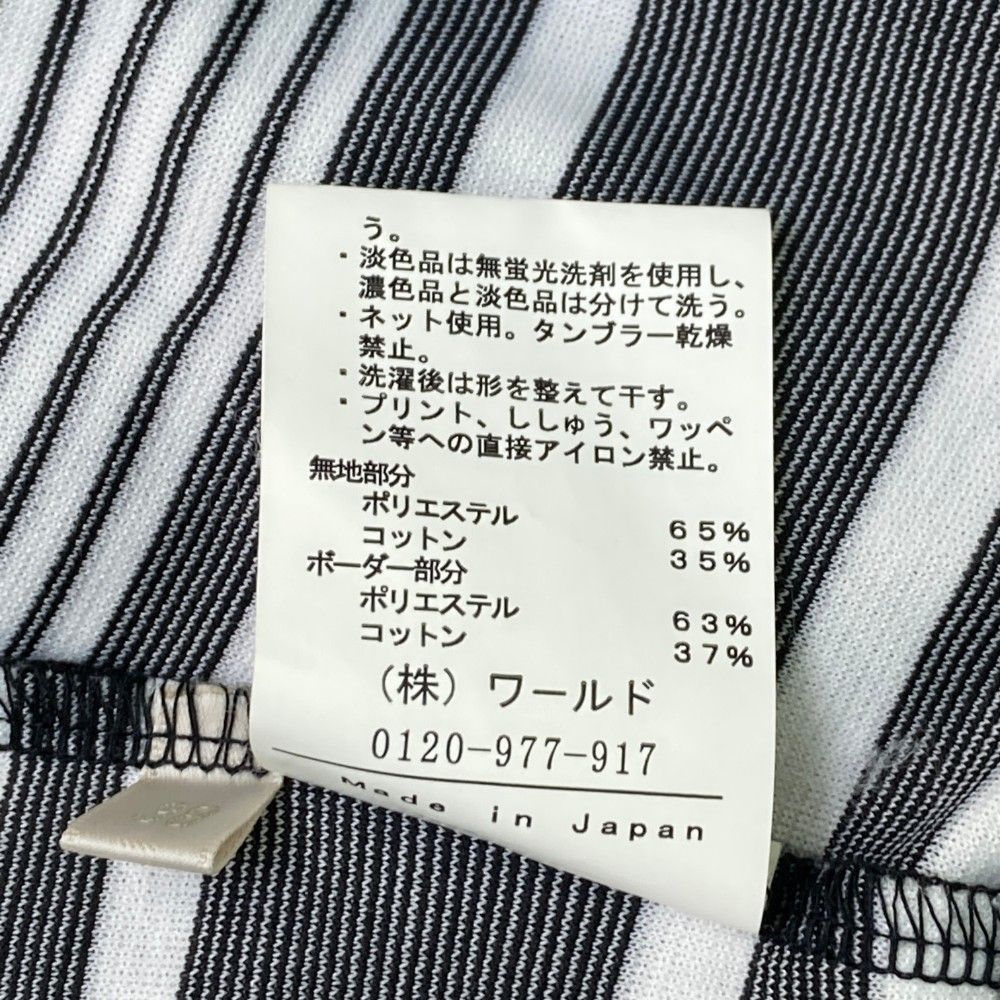 う。
・淡色品は無蛍光洗剤を使用し、
濃色品と淡色品は分けて洗う。
・ネット使用。タンブラー乾燥
禁止。
・洗濯後は形を整えて干す。
・プリント、ししゅう、ワッペ
ン等への直接アイロン禁止。
無地部分
ポリエステル 65%
コットン 35%
ボーダー部分
ポリエステル 63%
コットン 37%
(株) ワールド
0120-977-917
Made in Japan